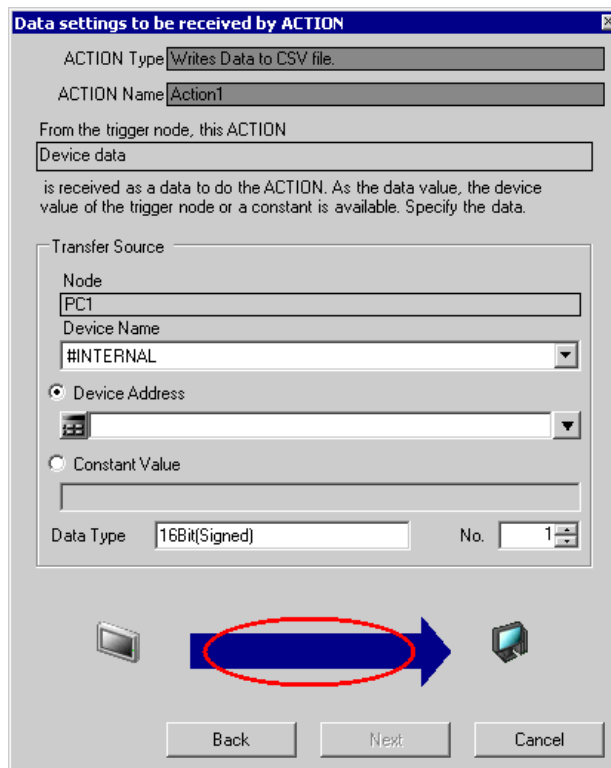 Data settings to be received by ACTION
ACTION Type Writes Data to CSV file.
ACTION Name Action1
From the trigger node, this ACTION
Device data
is received as a data to do the ACTION. As the data value, the device
value of the trigger node or a constant is available. Specify the data.
Transfer Source
Node
PC1
Device Name
#INTERNAL
Device Address
Constant Value
Data Type 16Bit(Signed) No. 1
Back Next Cancel